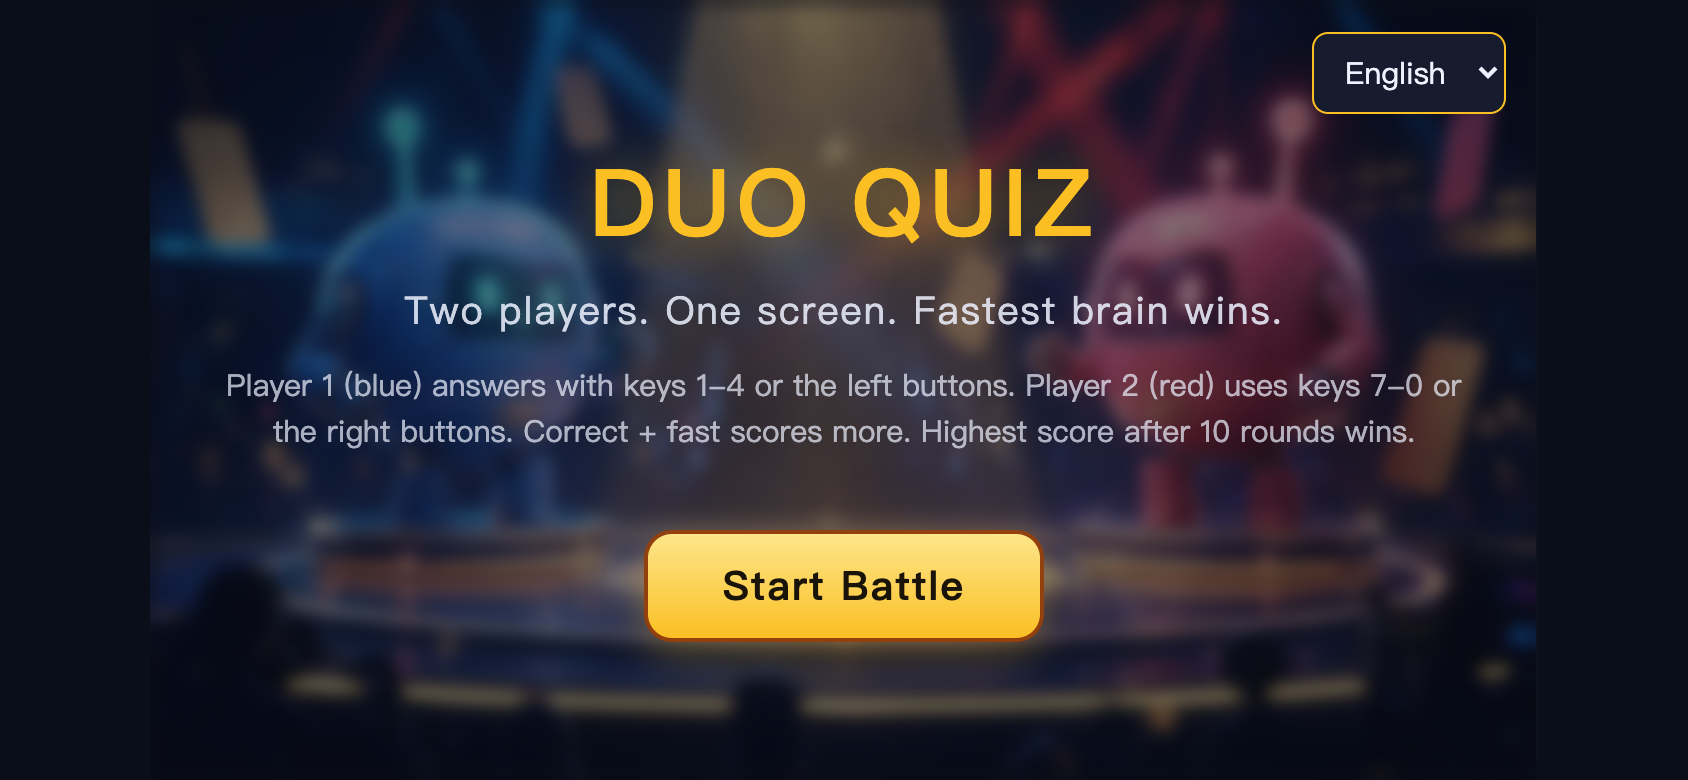 English
DUO QUIZ
Two players. One screen. Fastest brain wins.
Player 1 (blue) answers with keys 1–4 or the left buttons. Player 2 (red) uses keys 7–0 or
the right buttons. Correct + fast scores more. Highest score after 10 rounds wins.
Start Battle